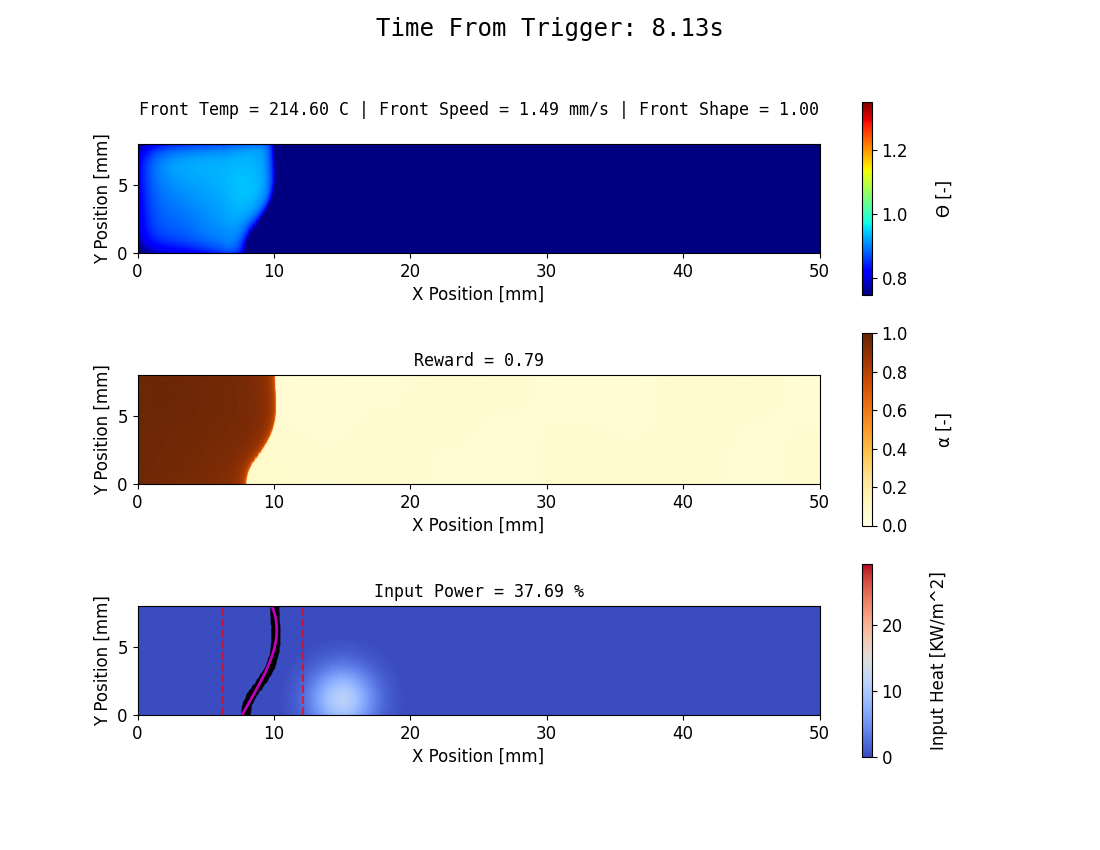 Time From Trigger: 8.13s
Front Temp = 214.60 C | Front Speed = 1.49 mm/s | Front Shape = 1.00
Y Position [mm]
5
0
0 10 20 30 40 50
X Position [mm]
1.2
1.0
0.8
Θ [-]
Reward = 0.79
Y Position [mm]
5
0
0 10 20 30 40 50
X Position [mm]
1.0
0.8
0.6
0.4
0.2
0.0
α [-]
Input Power = 37.69 %
Y Position [mm]
5
0
0 10 20 30 40 50
X Position [mm]
20
10
0
Input Heat [KW/m^2]